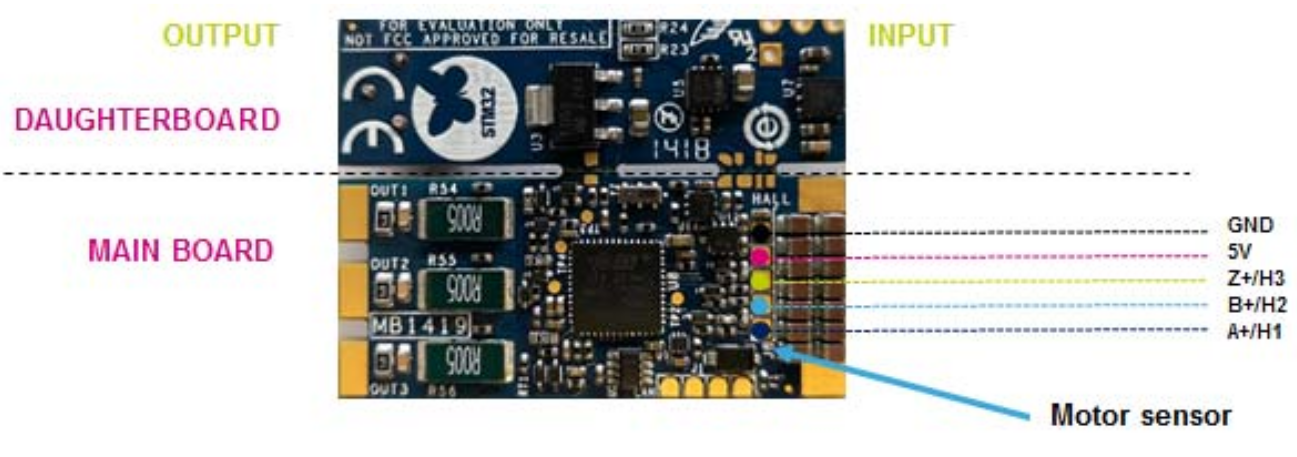 OUTPUT
INPUT
FOR EVALUATION ONLY
NOT FCC APPROVED FOR RESALE
R24
R23
2
U5
U7
U3
STM32
e
1418
DAUGHTERBOARD
MAIN BOARD
OUT1 R54
HALL
R005
OUT2 R55
R005
MB1419
R005
OUT3 R56
J1
GND
5V
Z+/H3
B+/H2
A+/H1
Motor sensor